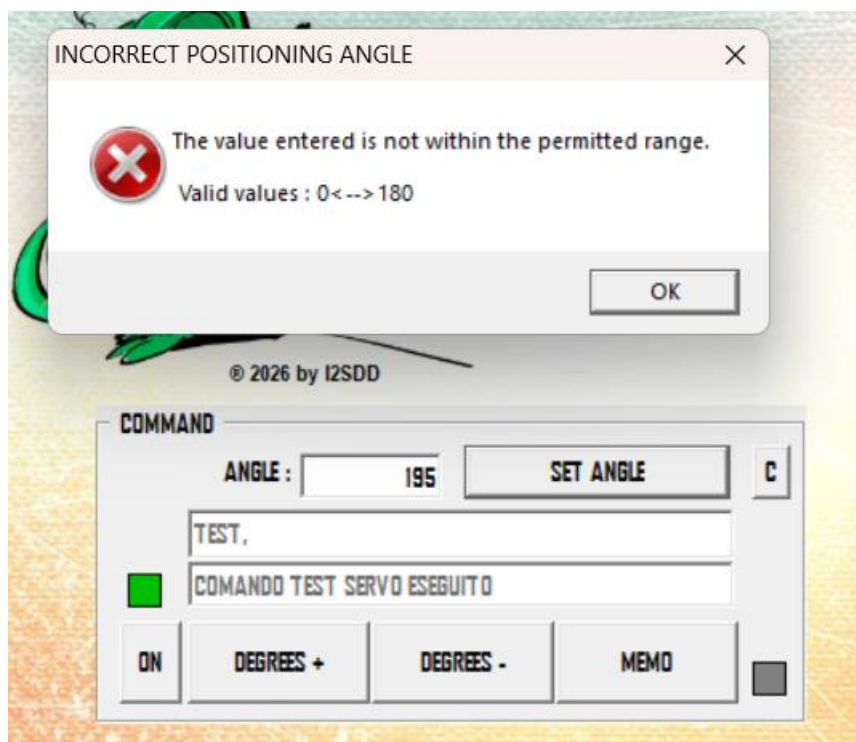 INCORRECT POSITIONING ANGLE
The value entered is not within the permitted range.
Valid values : 0<-->180
OK
® 2026 by I2SDD
COMMAND
ANGLE : 195 SET ANGLE C
TEST,
COMANDO TEST SERVO ESEGUITO
ON DEGREES + DEGREES - MEMO